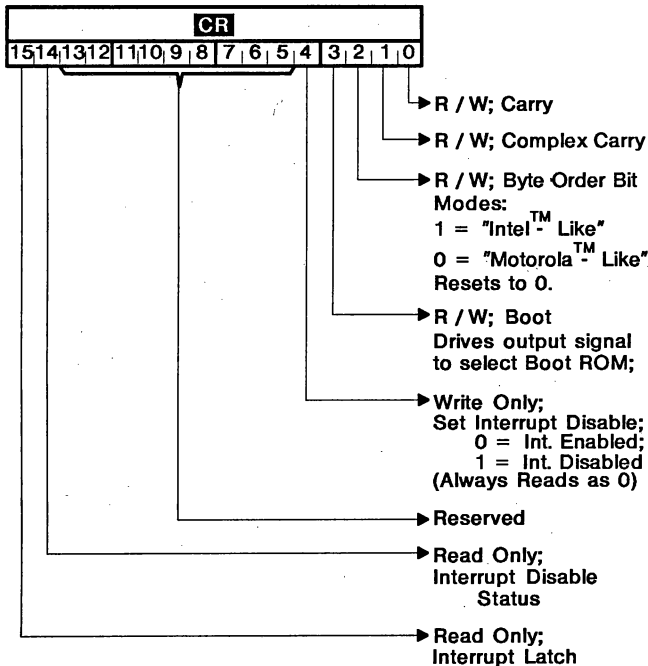 CR
15 14 13 12 11 10 9 8 7 6 5 4 3 2 1 0
R / W; Carry
R / W; Complex Carry
R / W; Byte Order Bit
Modes:
1 = "Intel™- Like"
0 = "Motorola™- Like"
Resets to 0.
R / W; Boot
Drives output signal
to select Boot ROM;
Write Only;
Set Interrupt Disable;
0 = Int. Enabled;
1 = Int. Disabled
(Always Reads as 0)
Reserved
Read Only;
Interrupt Disable
Status
Read Only;
Interrupt Latch